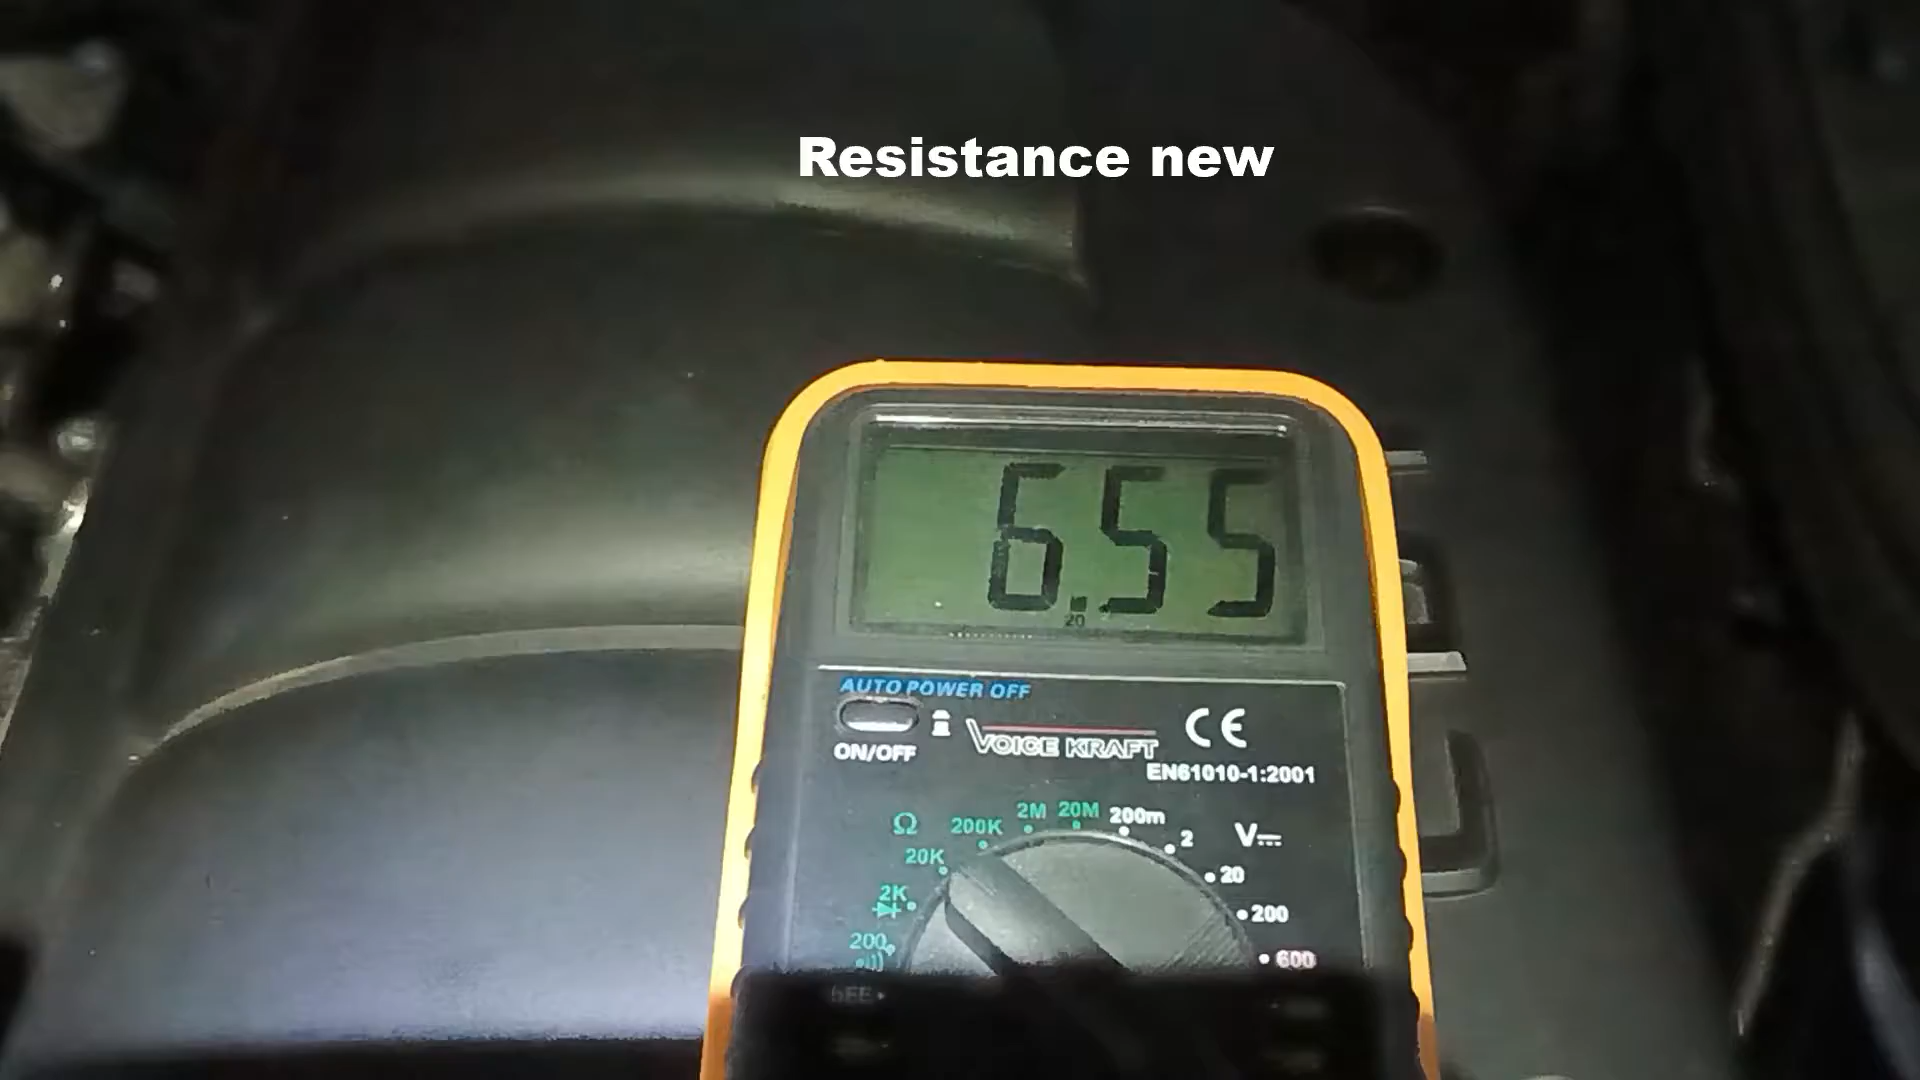 Resistance new
6.55
20
AUTO POWER OFF
ON/OFF
VOICE KRAFT
CE
EN61010-1:2001
Ω 200K 2M 20M 200m 2 V
20K 20
2K 200
200 600
hFE